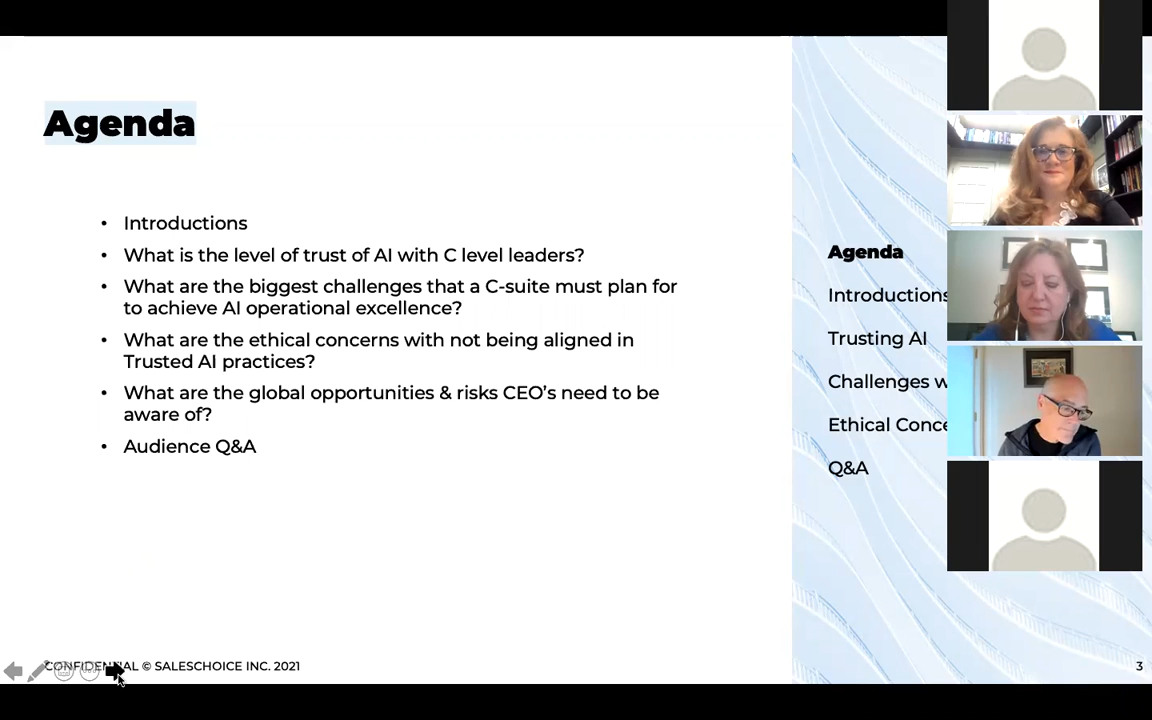 Agenda
• Introductions
• What is the level of trust of AI with C level leaders?
• What are the biggest challenges that a C-suite must plan for
to achieve AI operational excellence?
• What are the ethical concerns with not being aligned in
Trusted AI practices?
• What are the global opportunities & risks CEO's need to be
aware of?
• Audience Q&A
Agenda
Introductions
Trusting AI
Challenges w
Ethical Conce
Q&A
CONFIDENTIAL © SALESCHOICE INC. 2021
3